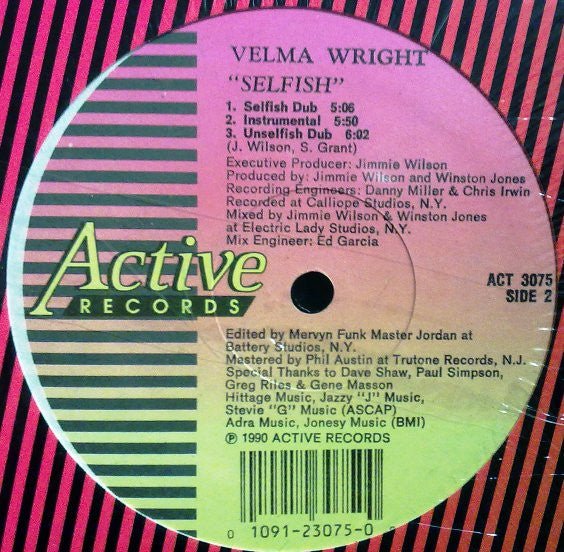 VELMA WRIGHT
"SELFISH"
1. Selfish Dub 5:06
2. Instrumental 5:50
3. Unselfish Dub 6:02
(J. Wilson, S. Grant)
Executive Producer: Jimmie Wilson
Produced by: Jimmie Wilson and Winston Jones
Recording Engineers: Danny Miller & Chris Irwin
Recorded at Calliope Studios, N.Y.
Mixed by Jimmie Wilson & Winston Jones
at Electric Lady Studios, N.Y.
Mix Engineer: Ed Garcia
Active
RECORDS
ACT 3075
SIDE 2
Edited by Mervyn Funk Master Jordan at
Battery Studios, N.Y.
Mastered by Phil Austin at Trutone Records, N.J.
Special Thanks to Dave Shaw, Paul Simpson,
Greg Riles & Gene Masson
Hittage Music, Jazzy "J" Music,
Stevie "G" Music (ASCAP)
Adra Music, Jonesy Music (BMI)
℗ 1990 ACTIVE RECORDS
0 1091-23075-0